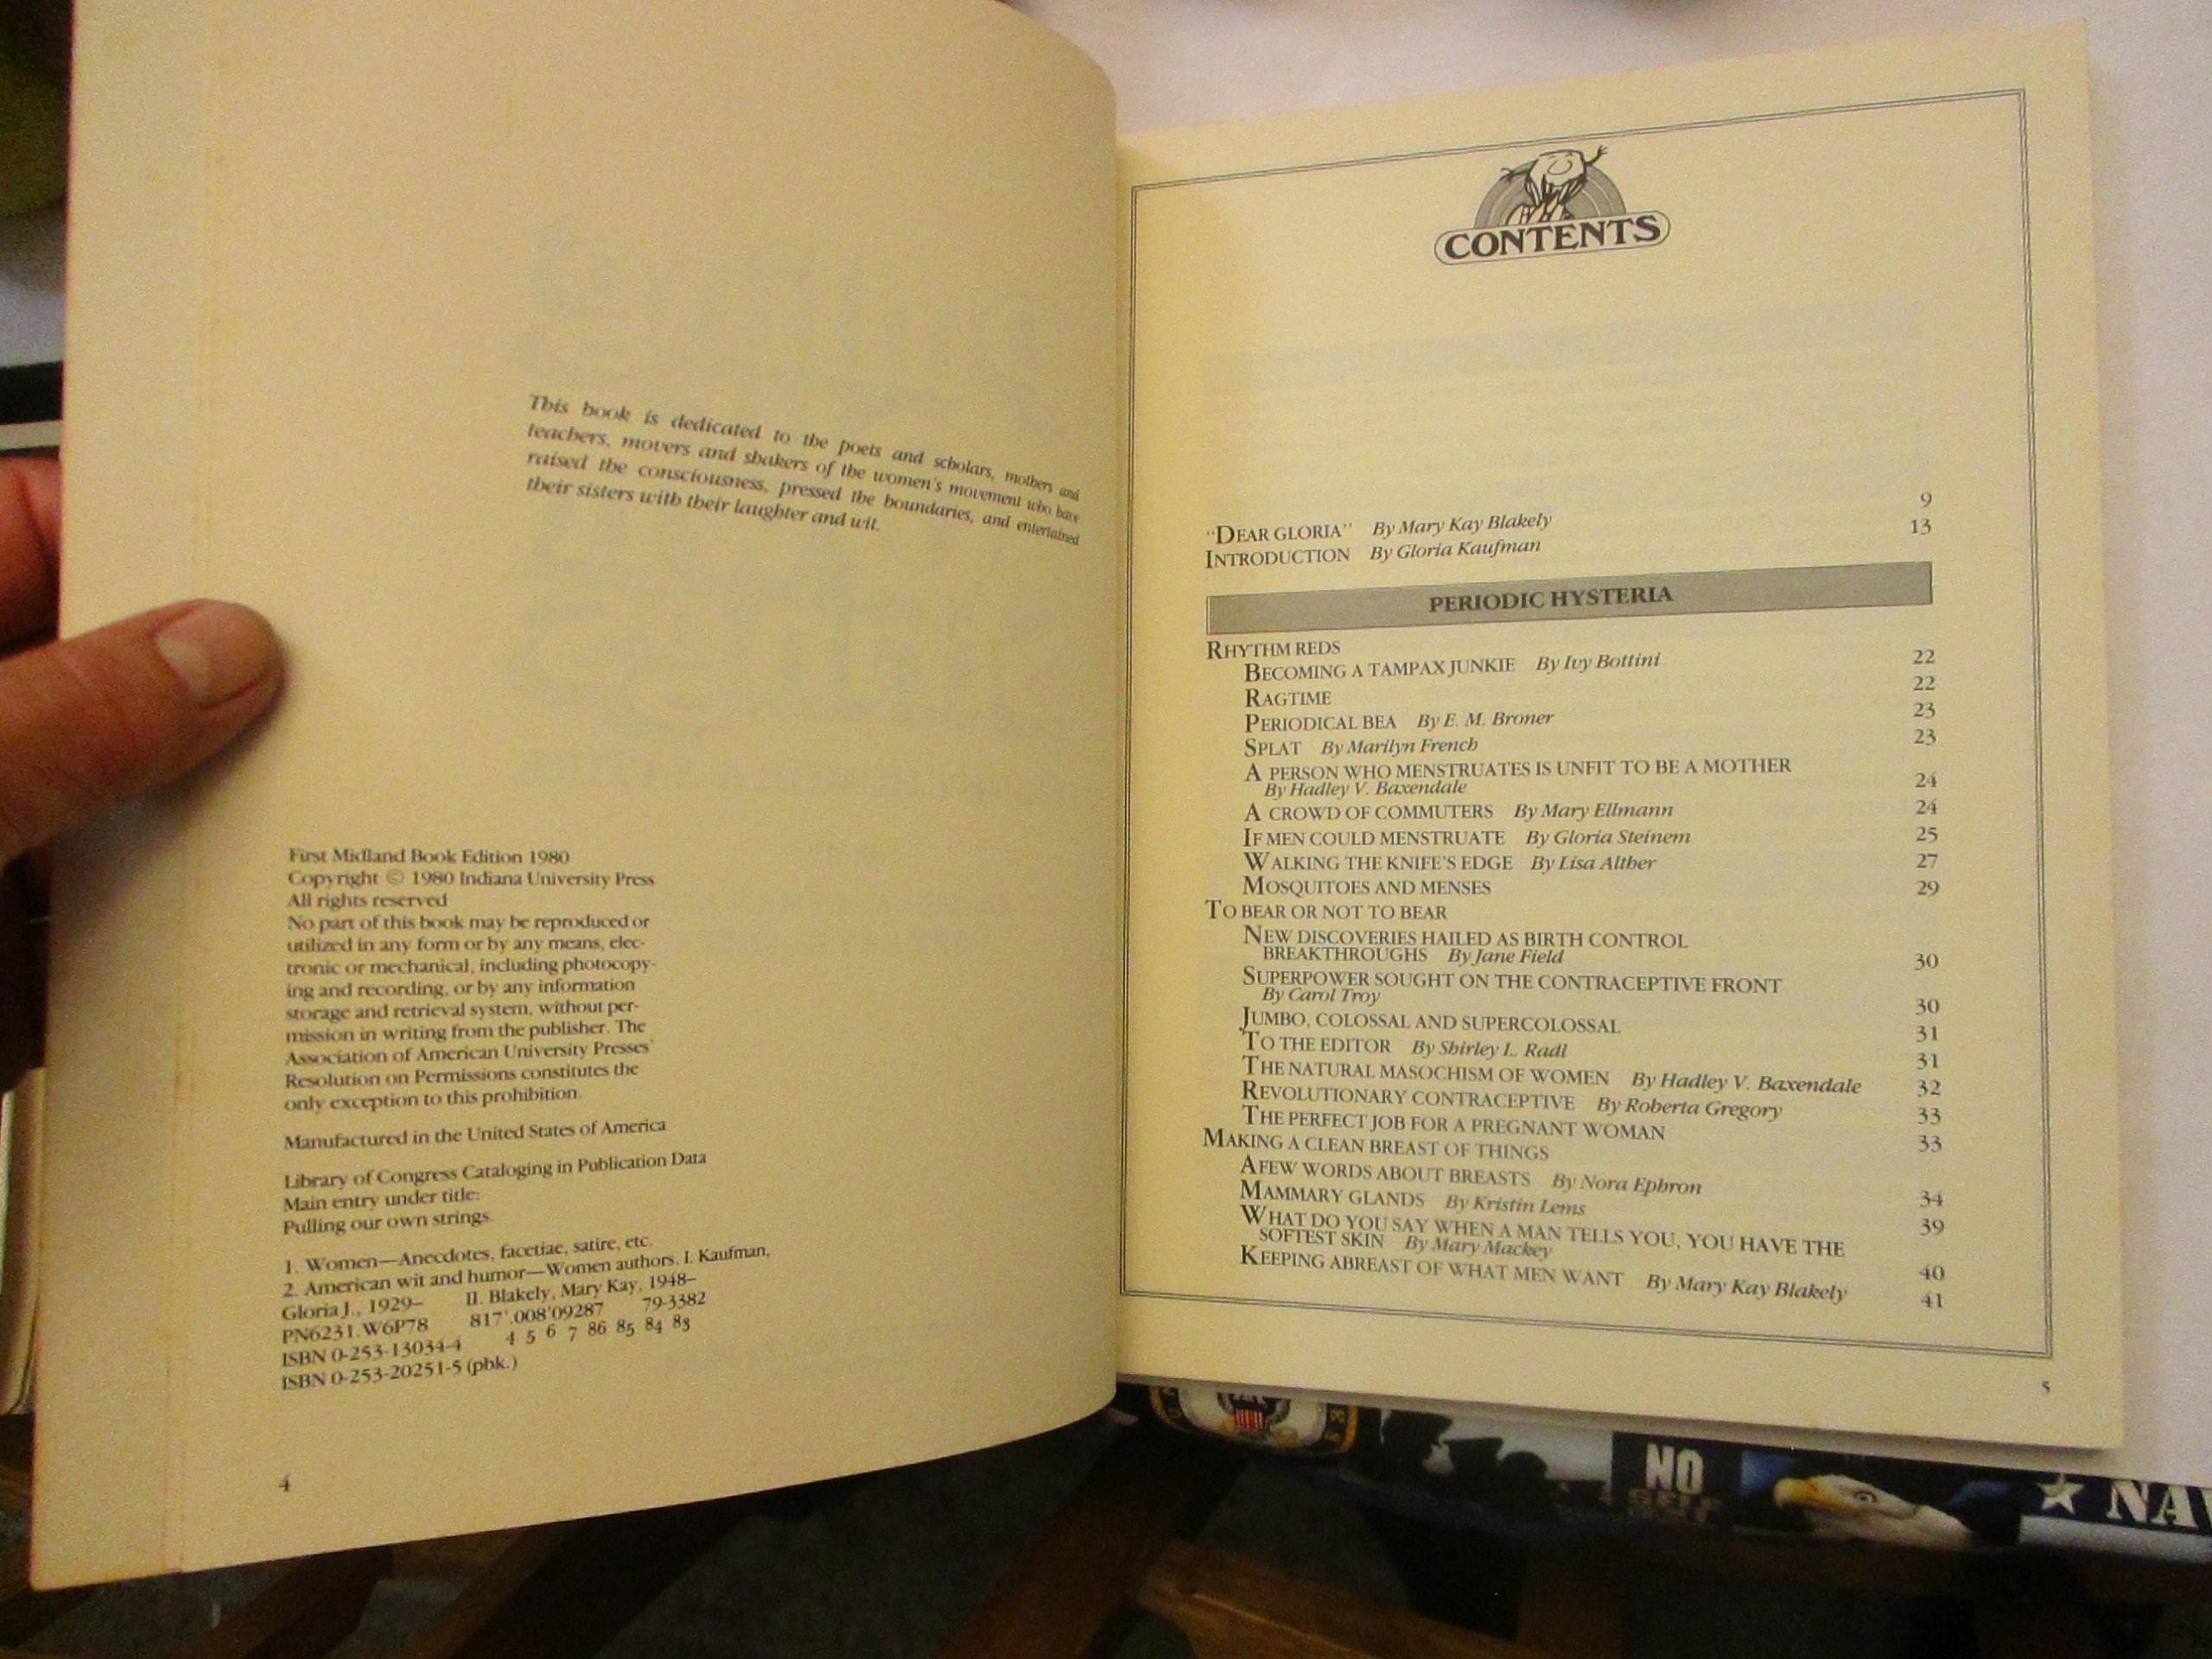 This book is dedicated to the poets and scholars, mothers and
teachers, movers and shakers of the women's movement who have
raised the consciousness, pressed the boundaries, and entertained
their sisters with their laughter and wit.
First Midland Book Edition 1980
Copyright © 1980 Indiana University Press
All rights reserved
No part of this book may be reproduced or
utilized in any form or by any means, elec-
tronic or mechanical, including photocopy-
ing and recording, or by any information
storage and retrieval system, without per-
mission in writing from the publisher. The
Association of American University Presses'
Resolution on Permissions constitutes the
only exception to this prohibition.
Manufactured in the United States of America
Library of Congress Cataloging in Publication Data
Main entry under title:
Pulling our own strings.
1. Women—Anecdotes, facetiae, satire, etc.
2. American wit and humor—Women authors. I. Kaufman,
Gloria J., 1929– II. Blakely, Mary Kay, 1948–
PN6231.W6P78 817'.008'09287 79-3382
ISBN 0-253-13034-4 4 5 6 7 86 85 84 83
ISBN 0-253-20251-5 (pbk.)
4
CONTENTS
"DEAR GLORIA" By Mary Kay Blakely 9
INTRODUCTION By Gloria Kaufman 13
PERIODIC HYSTERIA
RHYTHM REDS
BECOMING A TAMPAX JUNKIE By Ivy Bottini 22
RAGTIME 22
PERIODICAL BEA By E. M. Broner 23
SPLAT By Marilyn French 23
A PERSON WHO MENSTRUATES IS UNFIT TO BE A MOTHER
By Hadley V. Baxendale 24
A CROWD OF COMMUTERS By Mary Ellmann 24
IF MEN COULD MENSTRUATE By Gloria Steinem 25
WALKING THE KNIFE'S EDGE By Lisa Alther 27
MOSQUITOES AND MENSES 29
TO BEAR OR NOT TO BEAR
NEW DISCOVERIES HAILED AS BIRTH CONTROL
BREAKTHROUGHS By Jane Field 30
SUPERPOWER SOUGHT ON THE CONTRACEPTIVE FRONT
By Carol Troy 30
JUMBO, COLOSSAL AND SUPERCOLOSSAL 31
TO THE EDITOR By Shirley L. Radl 31
THE NATURAL MASOCHISM OF WOMEN By Hadley V. Baxendale 32
REVOLUTIONARY CONTRACEPTIVE By Roberta Gregory 33
THE PERFECT JOB FOR A PREGNANT WOMAN 33
MAKING A CLEAN BREAST OF THINGS
A FEW WORDS ABOUT BREASTS By Nora Ephron 34
MAMMARY GLANDS By Kristin Lems 39
WHAT DO YOU SAY WHEN A MAN TELLS YOU, YOU HAVE THE
SOFTEST SKIN By Mary Mackey 40
KEEPING ABREAST OF WHAT MEN WANT By Mary Kay Blakely 41
5
NO